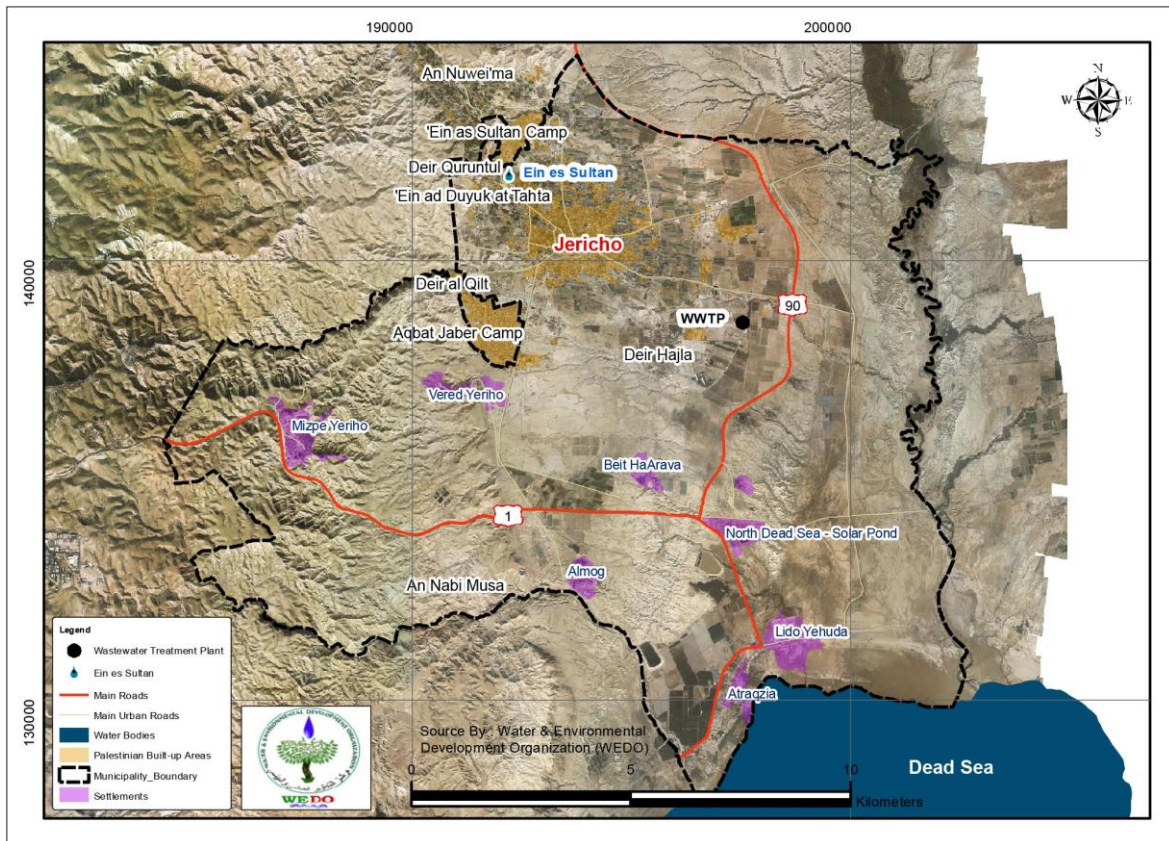 190000
200000
N
W E
S
An Nuwei'ma
'Ein as Sultan Camp
Deir Quruntul
Ein es Sultan
'Ein ad Duyuk at Tahta
Jericho
140000
Deir al Qilt
90
WWTP
Aqbat Jaber Camp
Deir Hajla
Vered Yeriho
Mizpe Yeriho
Beit HaArava
1
North Dead Sea - Solar Pond
Almog
An Nabi Musa
Lido Yehuda
Atraqzia
130000
Legend
Wastewater Treatment Plant
Ein es Sultan
Main Roads
Main Urban Roads
Water Bodies
Palestinian Built-up Areas
Municipality_Boundary
Settlements
WATER & ENVIRONMENTAL DEVELOPMENT ORGANIZATION
WEDO
Source By: Water & Environmental
Development Organization (WEDO)
0 5 10
Kilometers
Dead Sea